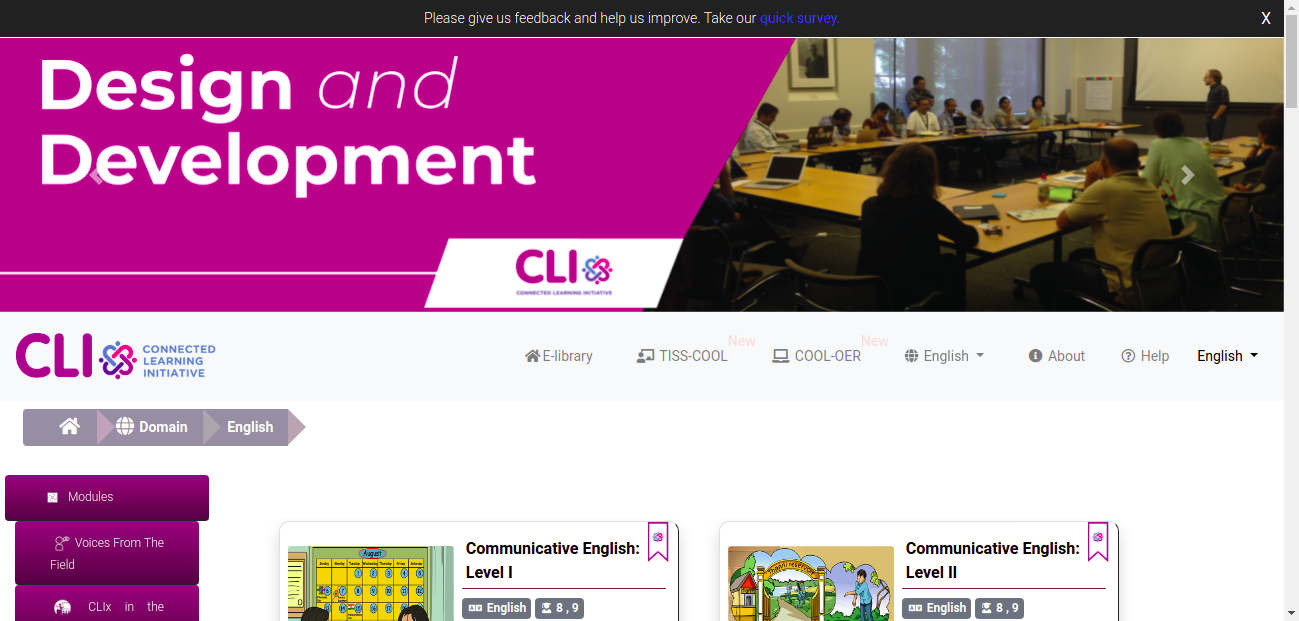 Please give us feedback and help us improve. Take our quick survey.
X
Design and
Development
CLI
CONNECTED LEARNING INITIATIVE
CLI CONNECTED
LEARNING
INITIATIVE
E-library
TISS-COOL
New
COOL-OER
New
English
About
Help
English
Domain
English
Modules
Voices From The
Field
CLIx in the
August
Communicative English:
Level I
English
8 , 9
Communicative English:
Level II
English
8 , 9